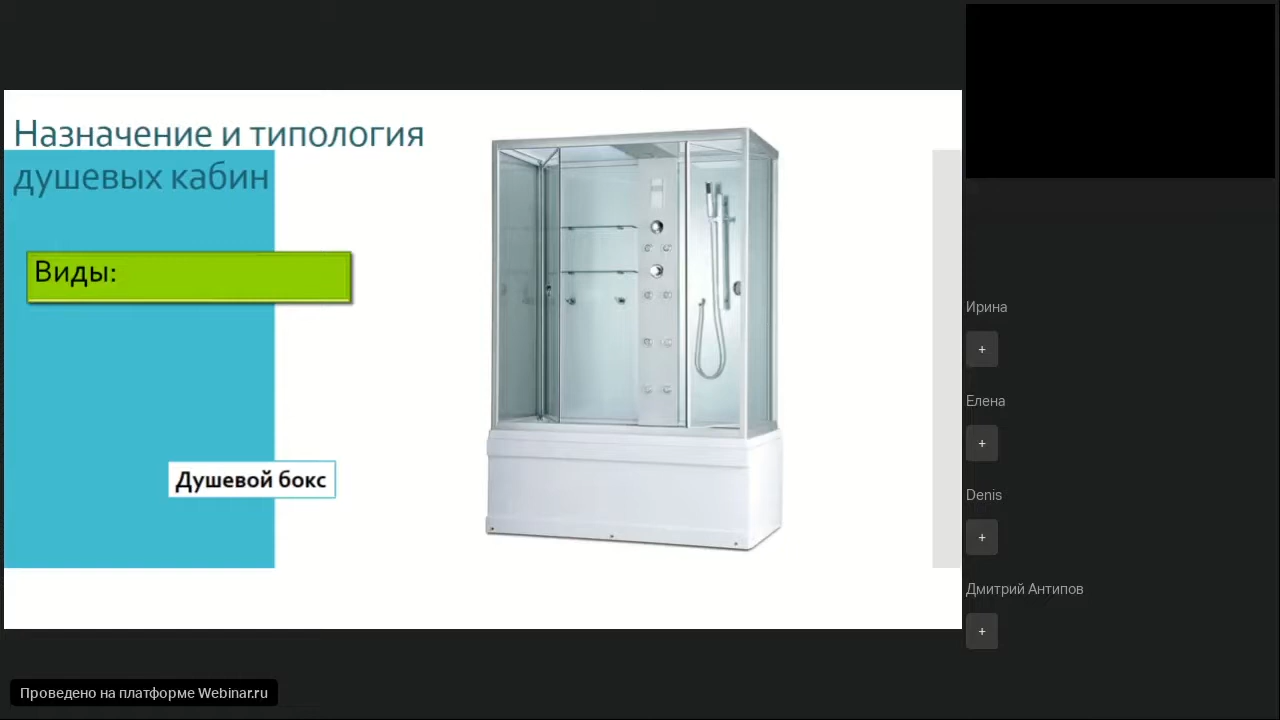 Назначение и типология
душевых кабин
Виды:
Душевой бокс
Ирина
+
Елена
+
Denis
+
Дмитрий Антипов
+
Проведено на платформе Webinar.ru